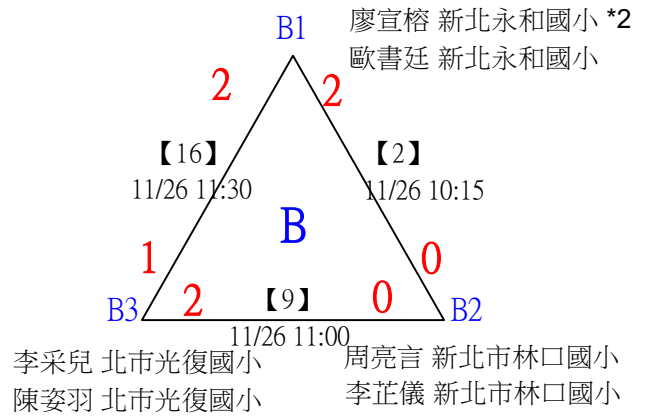 B1
廖宣榕 新北永和國小 *2
歐書廷 新北永和國小
2
2
【16】
11/26 11:30
【2】
11/26 10:15
B
1
0
B3
2
【9】
0
B2
11/26 11:00
李采兒 北市光復國小
陳姿羽 北市光復國小
周亮言 新北市林口國小
李芷儀 新北市林口國小